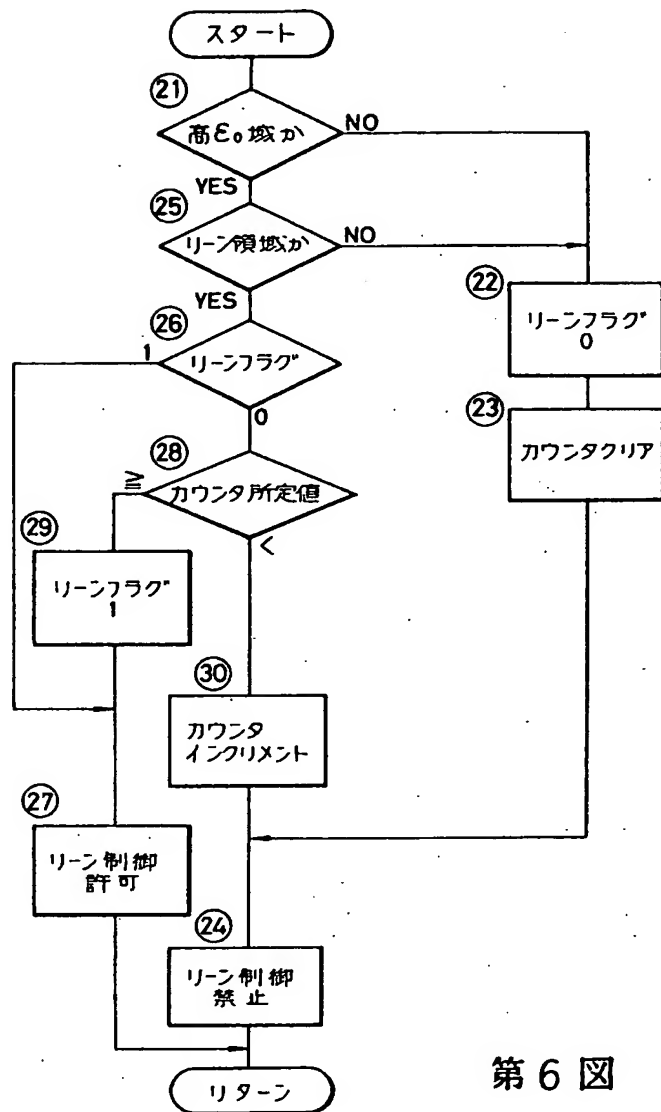 スタート
㉑
高ε₀域か
NO
YES
㉕
リーン領域か
NO
YES
㉖
リーンフラグ
1
0
㉒
リーンフラグ
0
㉓
カウンタクリア
㉘
カウンタ所定値
≧
<
㉙
リーンフラグ
1
㉚
カウンタ
インクリメント
㉗
リーン制御
許可
㉔
リーン制御
禁止
リターン
第6図